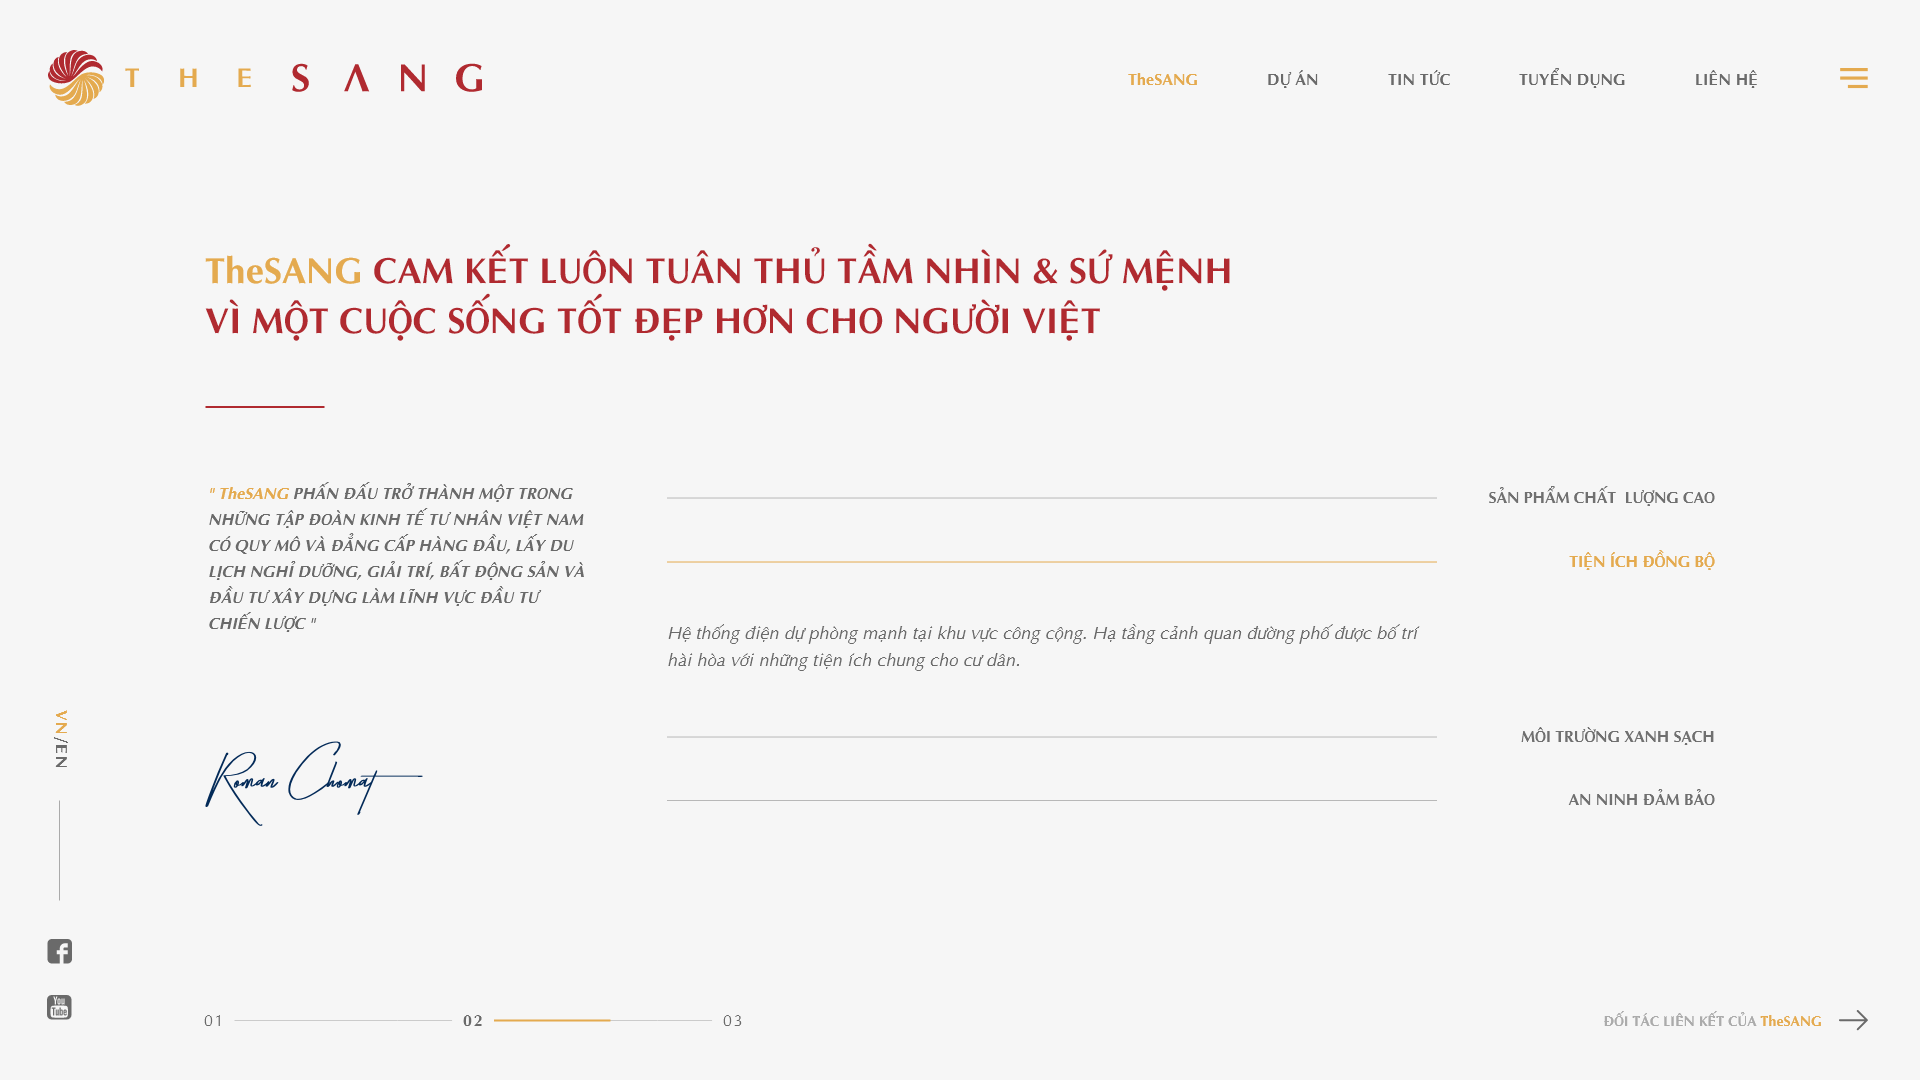 THE SANG
TheSANG
DỰ ÁN
TIN TỨC
TUYỂN DỤNG
LIÊN HỆ
TheSANG CAM KẾT LUÔN TUÂN THỦ TẦM NHÌN & SỨ MỆNH
VÌ MỘT CUỘC SỐNG TỐT ĐẸP HƠN CHO NGƯỜI VIỆT
" TheSANG PHẤN ĐẤU TRỞ THÀNH MỘT TRONG
NHỮNG TẬP ĐOÀN KINH TẾ TƯ NHÂN VIỆT NAM
CÓ QUY MÔ VÀ ĐẲNG CẤP HÀNG ĐẦU, LẤY DU
LỊCH NGHỈ DƯỠNG, GIẢI TRÍ, BẤT ĐỘNG SẢN VÀ
ĐẦU TƯ XÂY DỰNG LÀM LĨNH VỰC ĐẦU TƯ
CHIẾN LƯỢC "
Roman Chomat
SẢN PHẨM CHẤT LƯỢNG CAO
TIỆN ÍCH ĐỒNG BỘ
Hệ thống điện dự phòng mạnh tại khu vực công cộng. Hạ tầng cảnh quan đường phố được bố trí
hài hòa với những tiện ích chung cho cư dân.
MÔI TRƯỜNG XANH SẠCH
AN NINH ĐẢM BẢO
VN/EN
You
Tube
01
02
03
ĐỐI TÁC LIÊN KẾT CỦA TheSANG